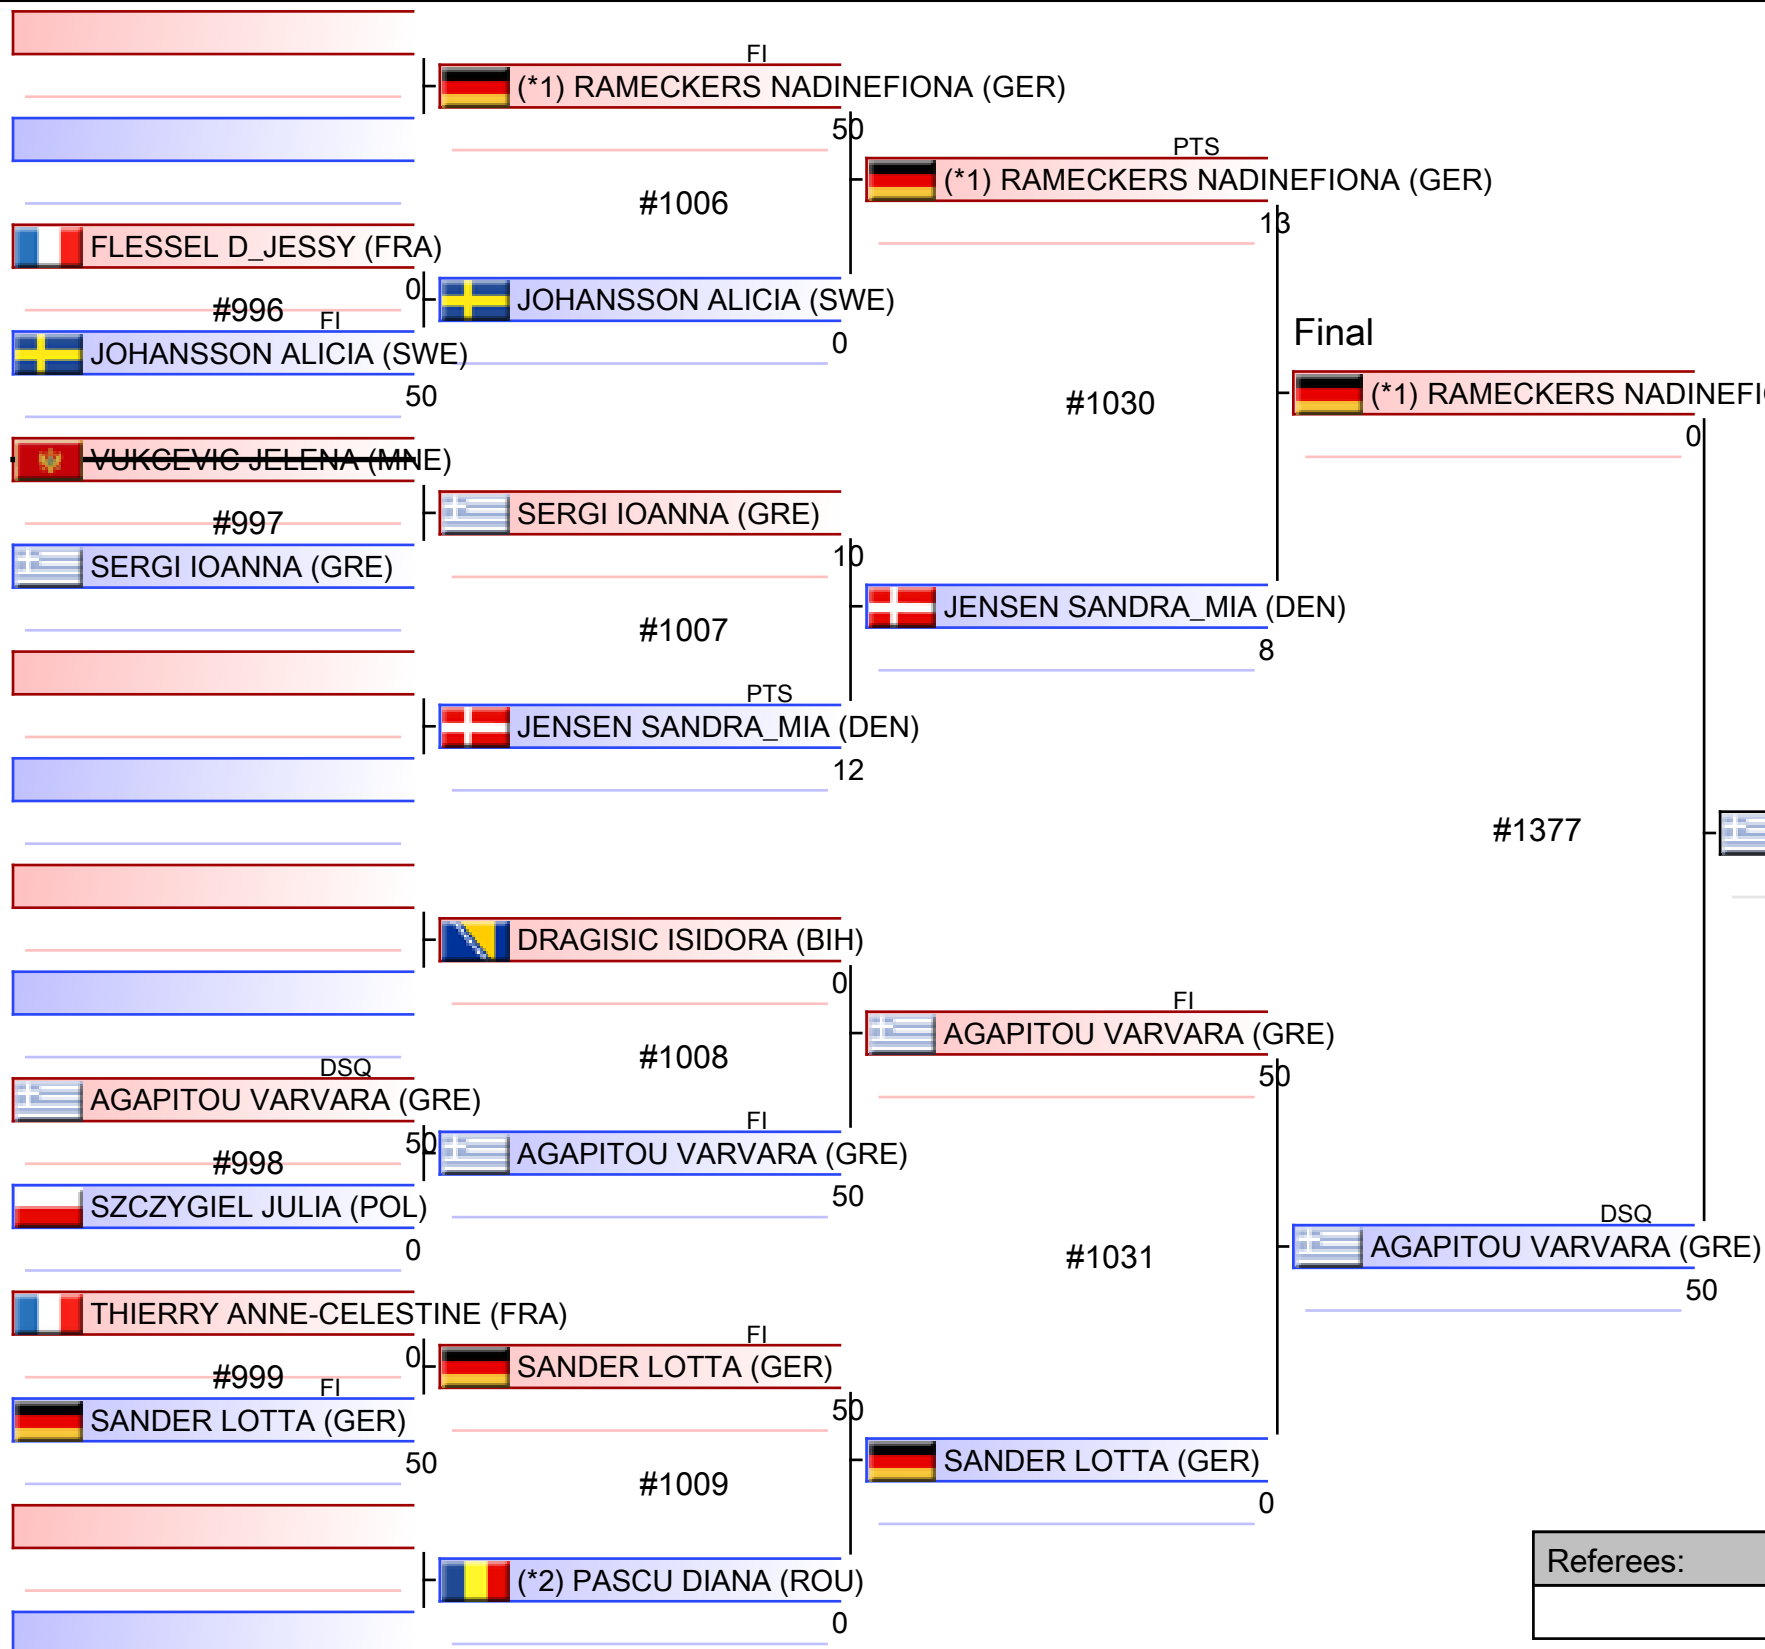 FI
(*1) RAMECKERS NADINEFIONA (GER)
50
#1006
FLESSEL D_JESSY (FRA)
0
#996
FI
JOHANSSON ALICIA (SWE)
50
JOHANSSON ALICIA (SWE)
0
VUKCEVIC JELENA (MNE)
#997
SERGI IOANNA (GRE)
SERGI IOANNA (GRE)
10
#1007
PTS
JENSEN SANDRA_MIA (DEN)
12
DRAGISIC ISIDORA (BIH)
0
#1008
DSQ
AGAPITOU VARVARA (GRE)
50
#998
SZCZYGIEL JULIA (POL)
0
FI
AGAPITOU VARVARA (GRE)
50
THIERRY ANNE-CELESTINE (FRA)
0
#999
FI
SANDER LOTTA (GER)
50
FI
SANDER LOTTA (GER)
50
#1009
(*2) PASCU DIANA (ROU)
0
PTS
(*1) RAMECKERS NADINEFIONA (GER)
13
#1030
JENSEN SANDRA_MIA (DEN)
8
FI
AGAPITOU VARVARA (GRE)
50
#1031
SANDER LOTTA (GER)
0
Final
(*1) RAMECKERS
0
#1377
DSQ
AGAPITOU VARVARA (GRE)
50
Referees: